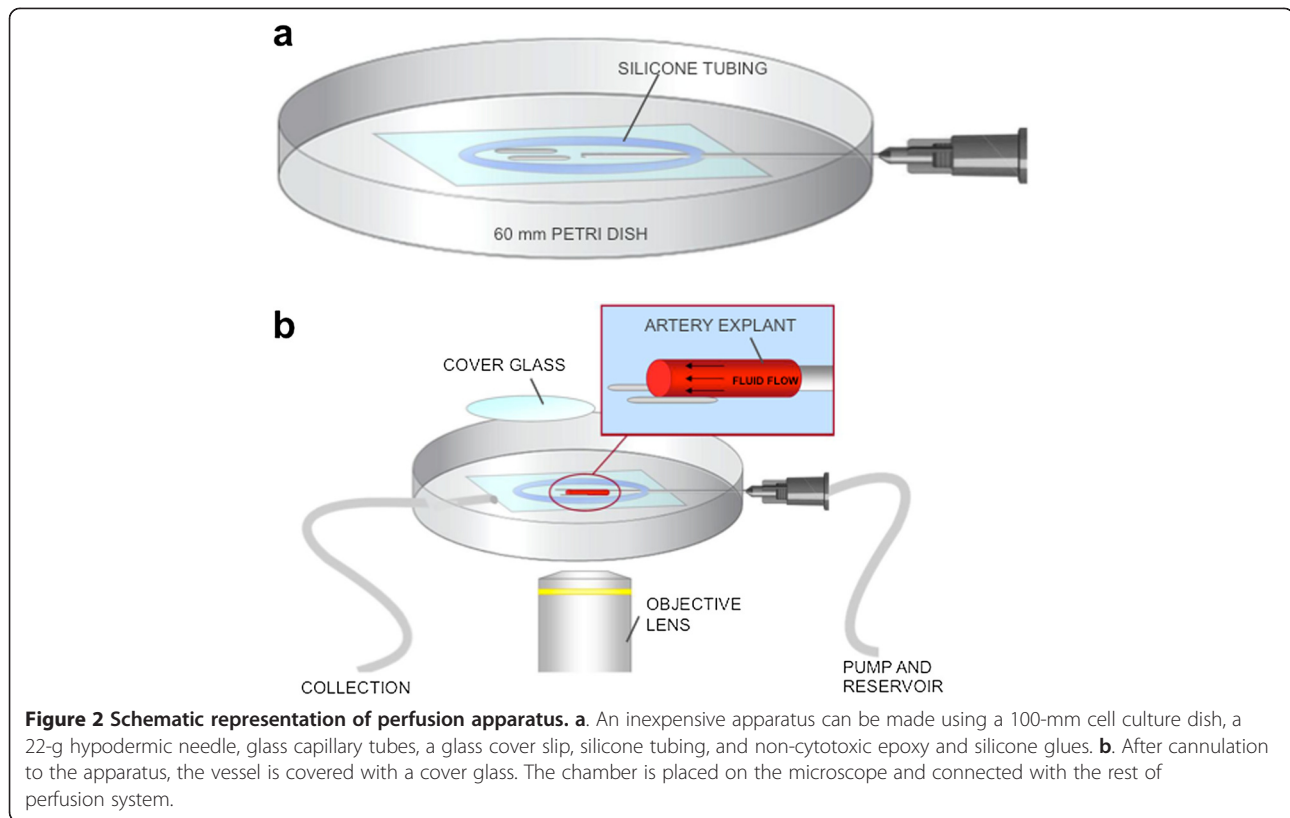 a
SILICONE TUBING
60 mm PETRI DISH
b
ARTERY EXPLANT
COVER GLASS
FLUID FLOW
OBJECTIVE
LENS
COLLECTION
PUMP AND
RESERVOIR
Figure 2 Schematic representation of perfusion apparatus. a. An inexpensive apparatus can be made using a 100-mm cell culture dish, a
22-g hypodermic needle, glass capillary tubes, a glass cover slip, silicone tubing, and non-cytotoxic epoxy and silicone glues. b. After cannulation
to the apparatus, the vessel is covered with a cover glass. The chamber is placed on the microscope and connected with the rest of
perfusion system.